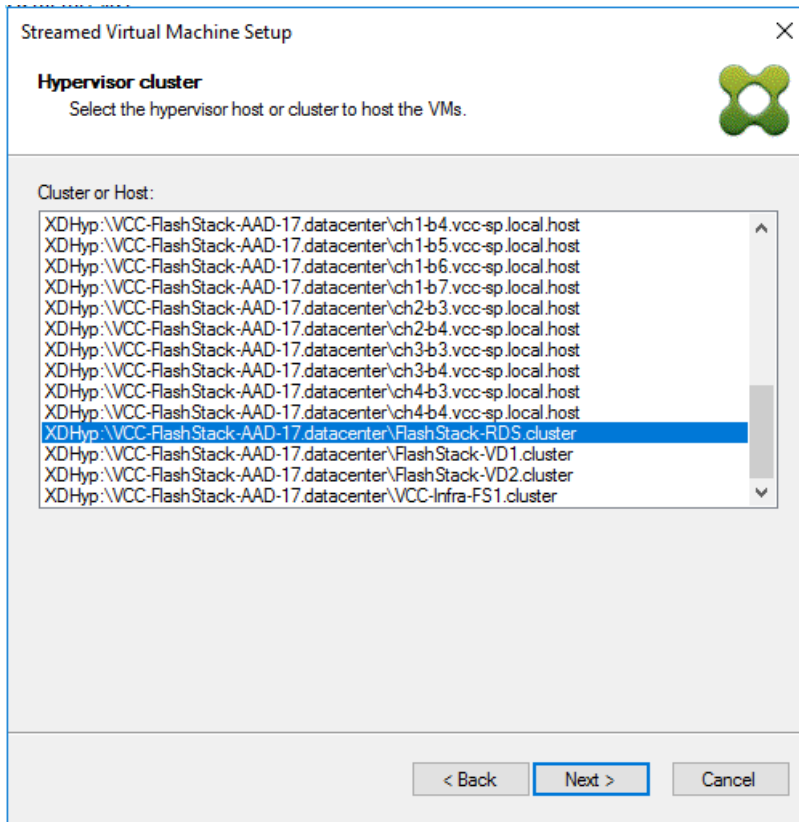 Streamed Virtual Machine Setup
Hypervisor cluster
Select the hypervisor host or cluster to host the VMs.
Cluster or Host:
XDHyp:\VCC-FlashStack-AAD-17.datacenter\ch1-b4.vcc-sp.local.host
XDHyp:\VCC-FlashStack-AAD-17.datacenter\ch1-b5.vcc-sp.local.host
XDHyp:\VCC-FlashStack-AAD-17.datacenter\ch1-b6.vcc-sp.local.host
XDHyp:\VCC-FlashStack-AAD-17.datacenter\ch1-b7.vcc-sp.local.host
XDHyp:\VCC-FlashStack-AAD-17.datacenter\ch2-b3.vcc-sp.local.host
XDHyp:\VCC-FlashStack-AAD-17.datacenter\ch2-b4.vcc-sp.local.host
XDHyp:\VCC-FlashStack-AAD-17.datacenter\ch3-b3.vcc-sp.local.host
XDHyp:\VCC-FlashStack-AAD-17.datacenter\ch3-b4.vcc-sp.local.host
XDHyp:\VCC-FlashStack-AAD-17.datacenter\ch4-b3.vcc-sp.local.host
XDHyp:\VCC-FlashStack-AAD-17.datacenter\ch4-b4.vcc-sp.local.host
XDHyp:\VCC-FlashStack-AAD-17.datacenter\FlashStack-RDS.cluster
XDHyp:\VCC-FlashStack-AAD-17.datacenter\FlashStack-VD1.cluster
XDHyp:\VCC-FlashStack-AAD-17.datacenter\FlashStack-VD2.cluster
XDHyp:\VCC-FlashStack-AAD-17.datacenter\VCC-Infra-FS1.cluster
< Back Next > Cancel